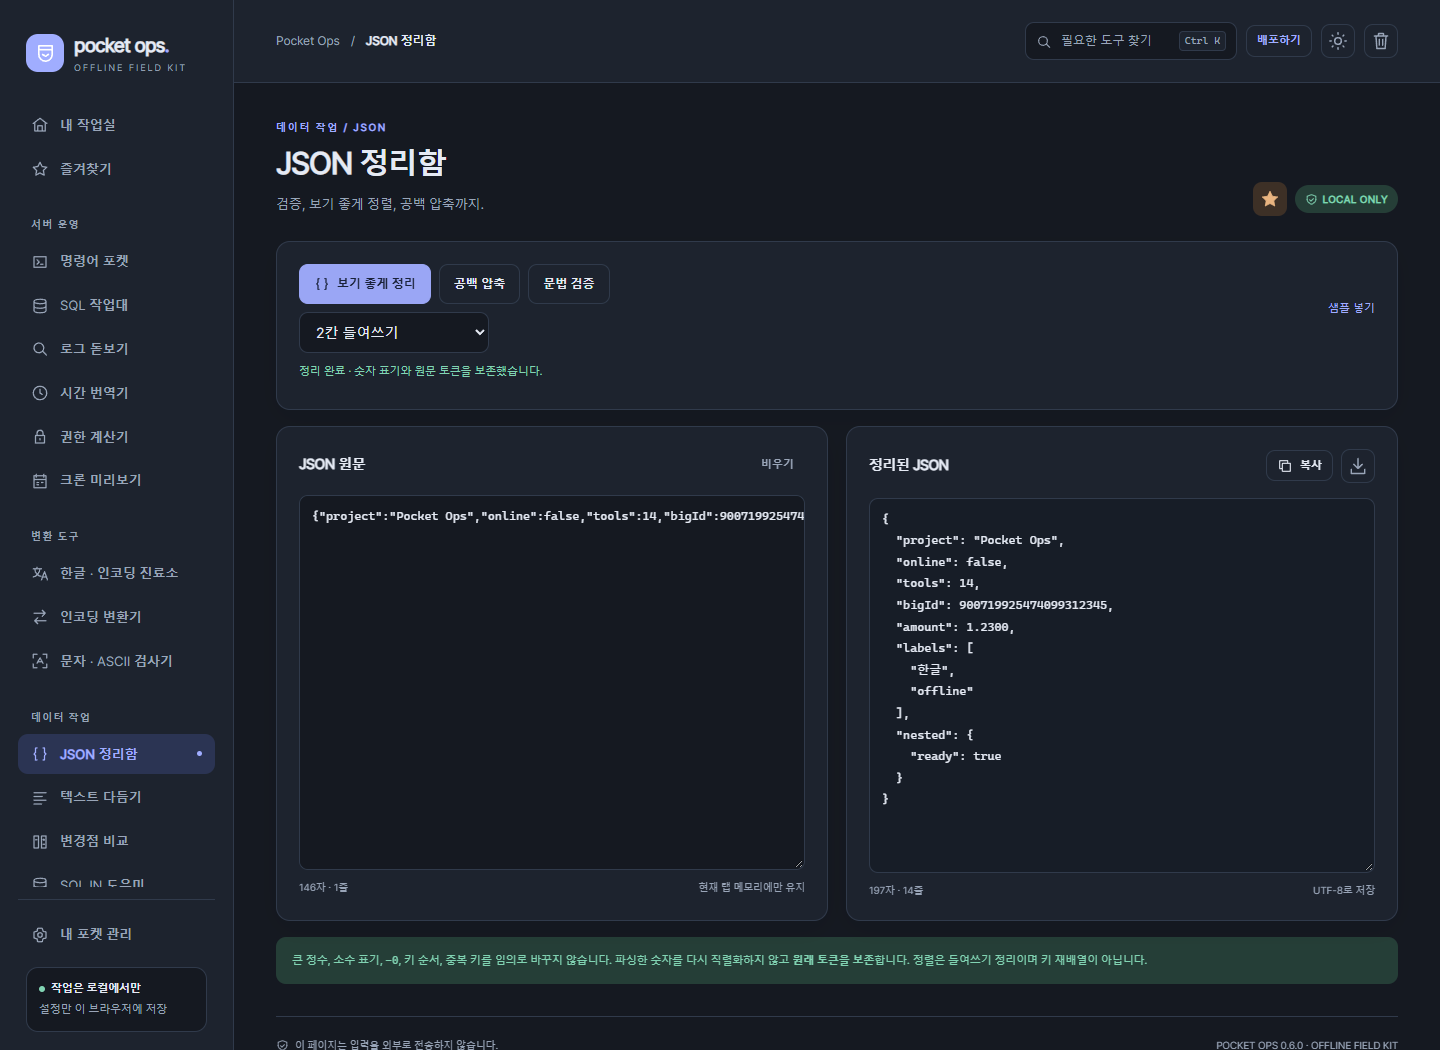 pocket ops.
OFFLINE FIELD KIT
내 작업실
즐겨찾기
서버 운영
명령어 포켓
SQL 작업대
로그 돋보기
시간 번역기
권한 계산기
크론 미리보기
변환 도구
한글 · 인코딩 진료소
인코딩 변환기
문자 · ASCII 검사기
데이터 작업
JSON 정리함
텍스트 다듬기
변경점 비교
SQL IN 도우미
내 포켓 관리
작업은 로컬에서만
설정만 이 브라우저에 저장
Pocket Ops / JSON 정리함
필요한 도구 찾기 Ctrl K
배포하기
데이터 작업 / JSON
JSON 정리함
검증, 보기 좋게 정렬, 공백 압축까지.
LOCAL ONLY
{ } 보기 좋게 정리
공백 압축
문법 검증
샘플 넣기
2칸 들여쓰기
정리 완료 · 숫자 표기와 원문 토큰을 보존했습니다.
JSON 원문
비우기
{"project":"Pocket Ops","online":false,"tools":14,"bigId":900719925474
146자 · 1줄
현재 탭 메모리에만 유지
정리된 JSON
복사
{
"project": "Pocket Ops",
"online": false,
"tools": 14,
"bigId": 900719925474099312345,
"amount": 1.2300,
"labels": [
"한글",
"offline"
],
"nested": {
"ready": true
}
}
197자 · 14줄
UTF-8로 저장
큰 정수, 소수 표기, −0, 키 순서, 중복 키를 임의로 바꾸지 않습니다. 파싱한 숫자를 다시 직렬화하지 않고 원래 토큰을 보존합니다. 정렬은 들여쓰기 정리이며 키 재배열이 아닙니다.
이 페이지는 입력을 외부로 전송하지 않습니다.
POCKET OPS 0.6.0 · OFFLINE FIELD KIT